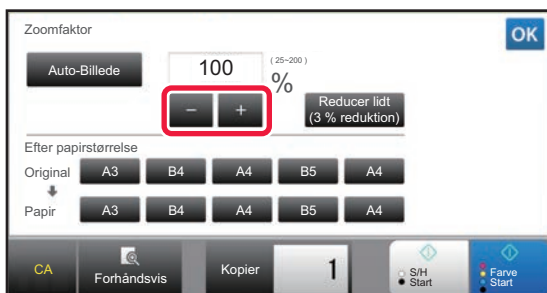 Zoomfaktor
OK
Auto-Billede
100
(25~200)
%
−
+
Reducer lidt
(3 % reduktion)
Efter papirstørrelse
Original
A3
B4
A4
B5
A4
Papir
A3
B4
A4
B5
A4
CA
Forhåndsvis
Kopier
1
S/H
Start
Farve
Start